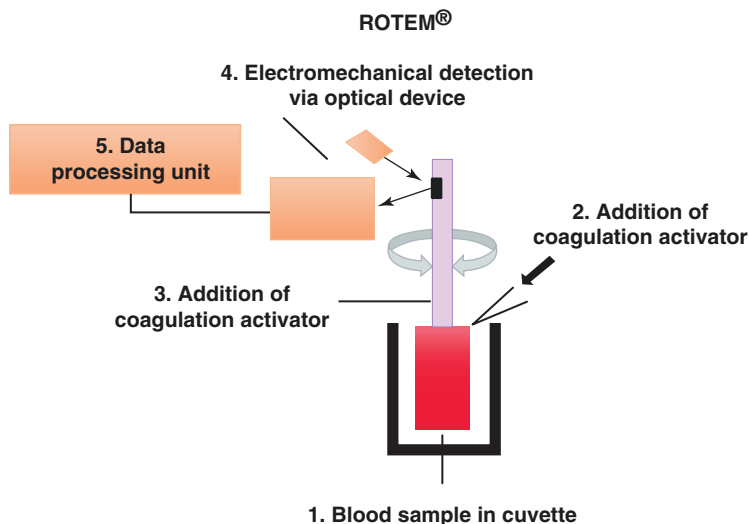 ROTEM®
4. Electromechanical detection
via optical device
5. Data
processing unit
2. Addition of
coagulation activator
3. Addition of
coagulation activator
1. Blood sample in cuvette